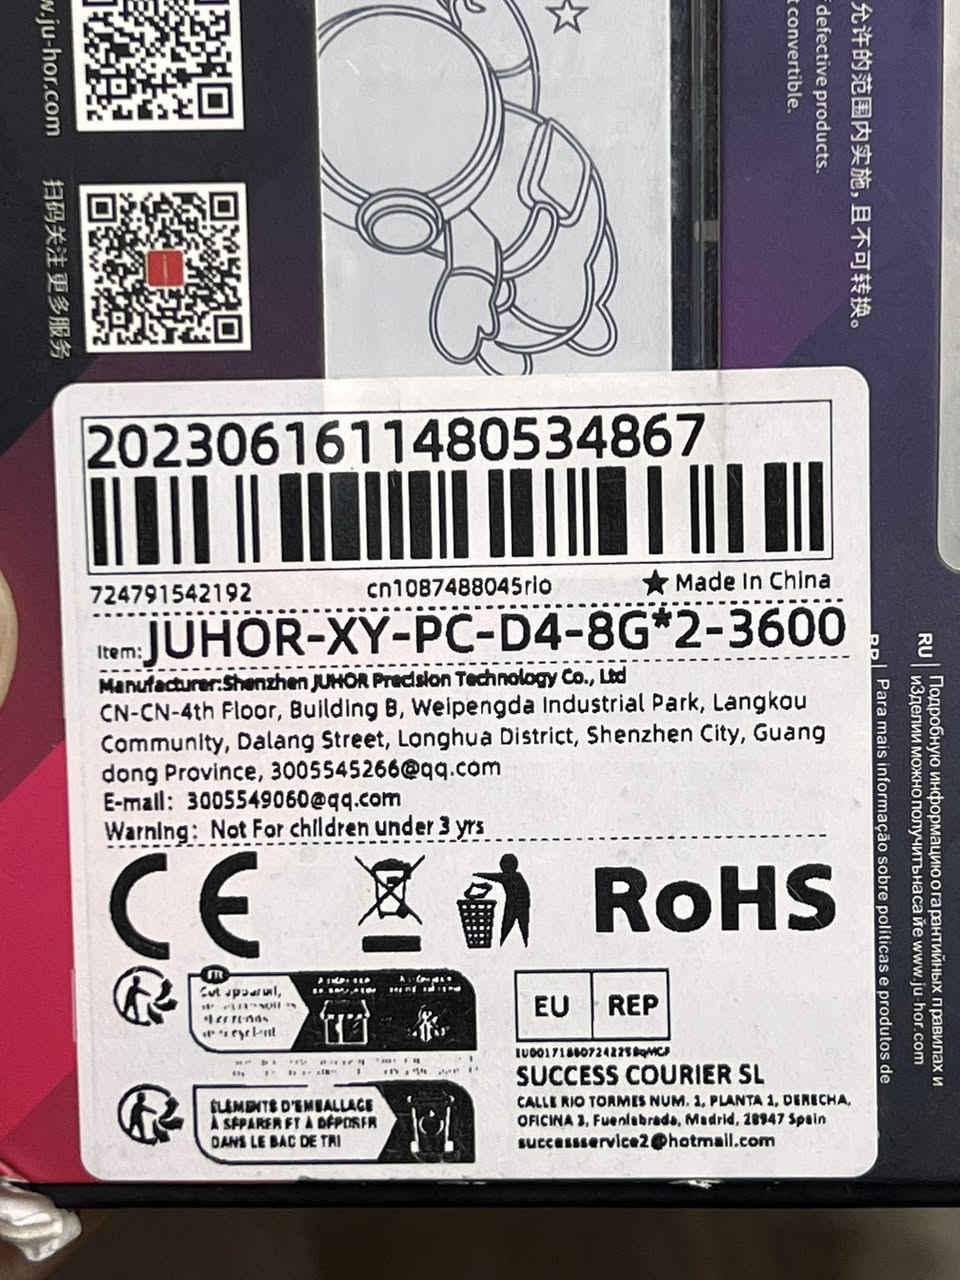 w.ju-hor.com
扫码关注更多服务
允许的范围内实施，且不可转换。
defective products.
t convertible.
2023061611480534867
724791542192 cn1087488045rlo ★ Made In China
Item: JUHOR-XY-PC-D4-8G*2-3600
Manufacturer:Shenzhen JUHOR Precision Technology Co., Ltd
CN-CN-4th Floor, Building B, Weipengda Industrial Park, Langkou
Community, Dalang Street, Longhua District, Shenzhen City, Guang
dong Province, 3005545266@qq.com
E-mail: 3005549060@qq.com
Warning: Not For children under 3 yrs
CE RoHS
FR
Cet appareil,
EU REP
SUCCESS COURIER SL
CALLE RIO TORMES NUM. 1, PLANTA 1, DERECHA,
OFICINA 3, Fuenlabrada, Madrid, 28947 Spain
successservice2@hotmail.com
ÉLÉMENTS D'EMBALLAGE
À SÉPARER ET À DÉPOSER
DANS LE BAC DE TRI
RU | Подробную информацию о гарантийных правилах и
изделии можно получить на сайте www.ju-hor.com
BR | Para mais informação sobre políticas e produtos de